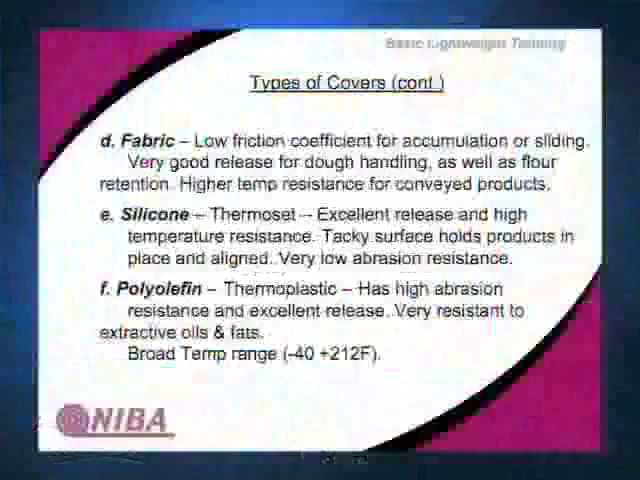 Basic Lightweight Training
Types of Covers (cont.)
d. Fabric – Low friction coefficient for accumulation or sliding.
Very good release for dough handling, as well as flour
retention. Higher temp resistance for conveyed products.
e. Silicone – Thermoset – Excellent release and high
temperature resistance. Tacky surface holds products in
place and aligned. Very low abrasion resistance.
f. Polyolefin – Thermoplastic – Has high abrasion
resistance and excellent release. Very resistant to
extractive oils & fats.
Broad Temp range (-40 +212F).
NIBA